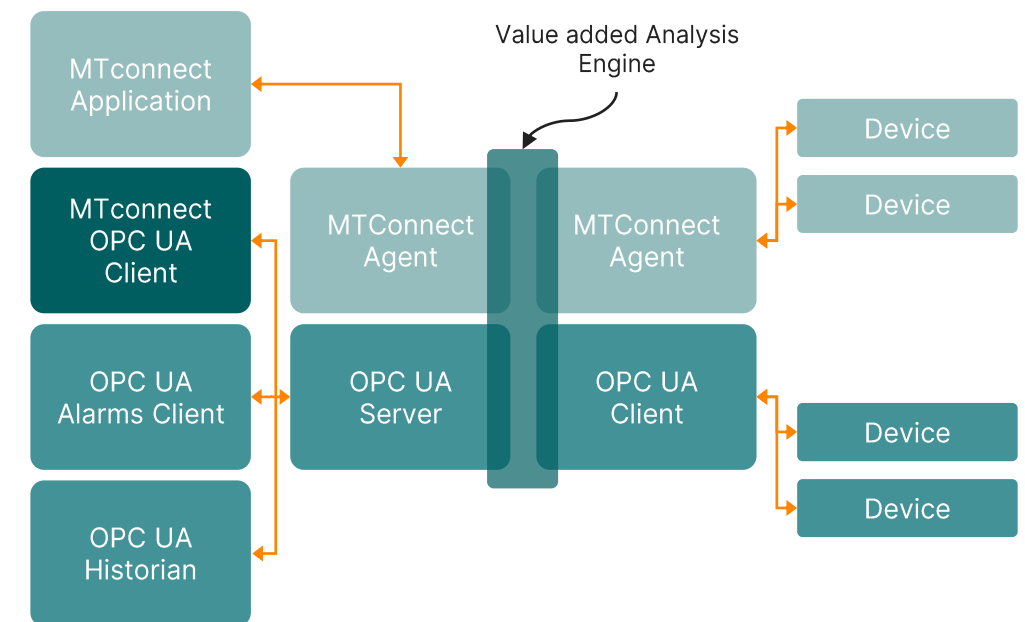 Value added Analysis
Engine
MTconnect
Application
MTconnect
OPC UA
Client
OPC UA
Alarms Client
OPC UA
Historian
MTConnect
Agent
OPC UA
Server
MTConnect
Agent
OPC UA
Client
Device
Device
Device
Device